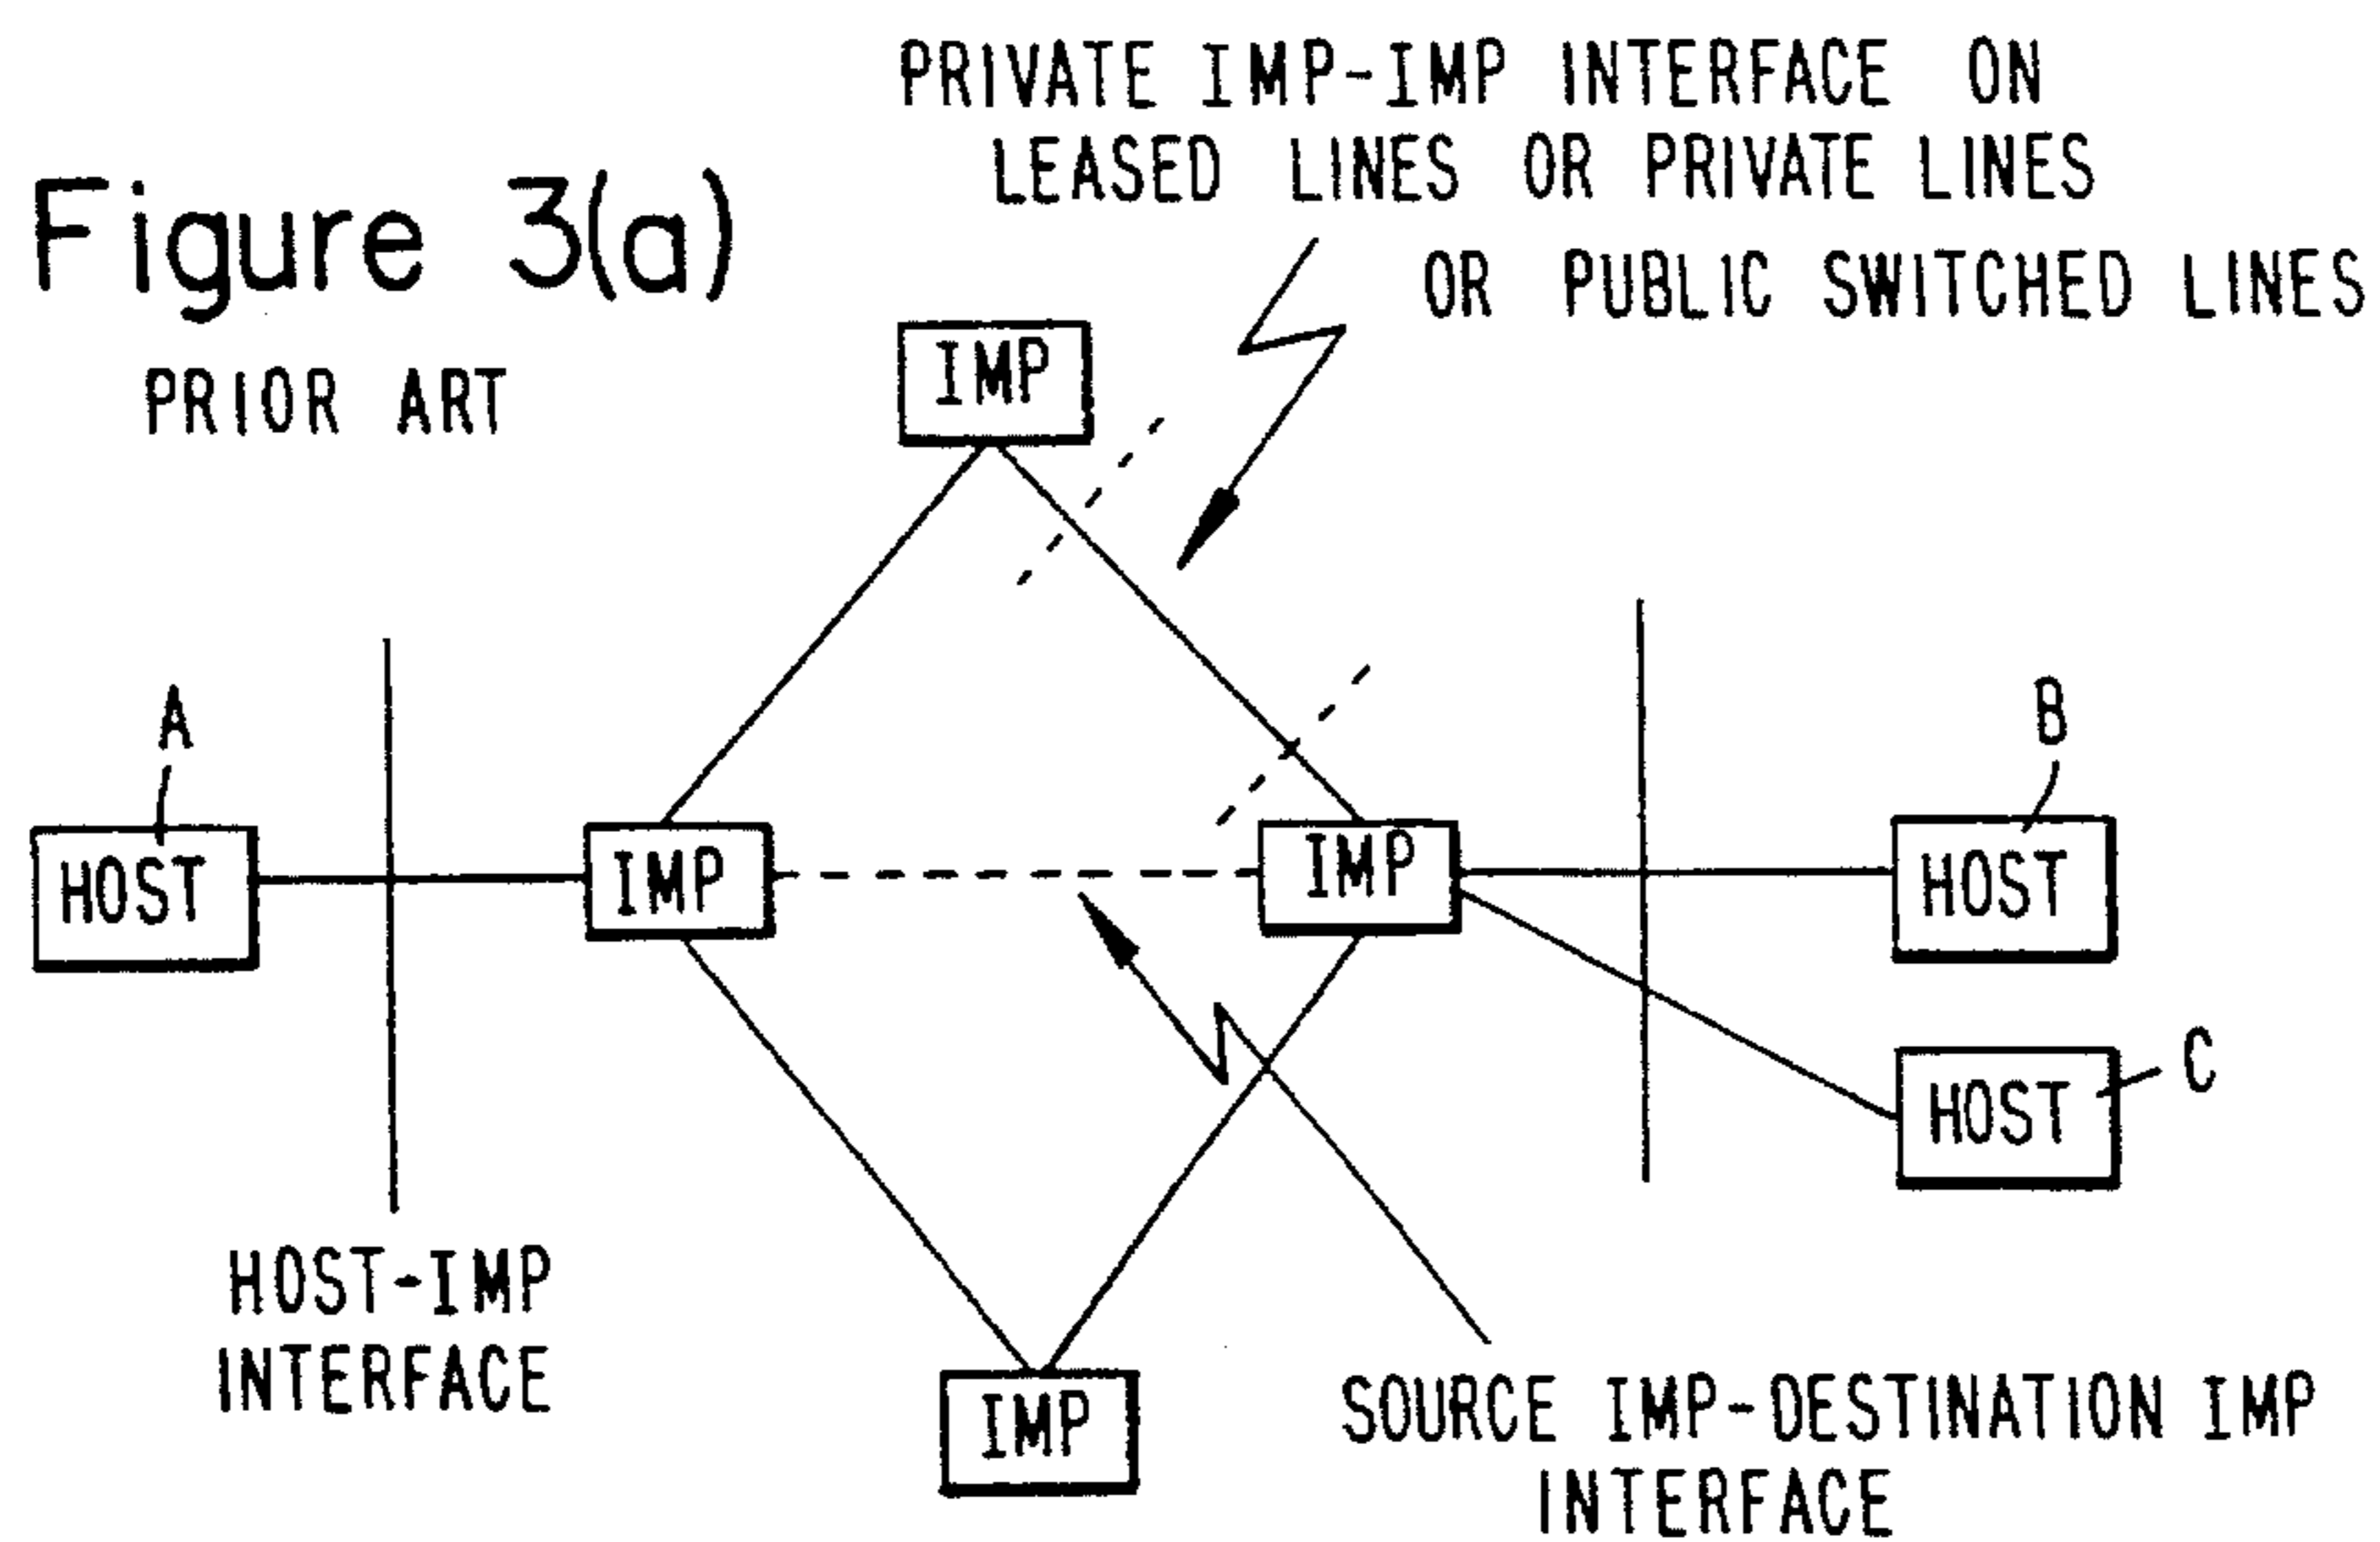 PRIVATE IMP-IMP INTERFACE ON
LEASED LINES OR PRIVATE LINES
OR PUBLIC SWITCHED LINES
Figure 3(a)
PRIOR ART
IMP
A
B
HOST
IMP
IMP
HOST
C
HOST
HOST-IMP
INTERFACE
IMP
SOURCE IMP-DESTINATION IMP
INTERFACE